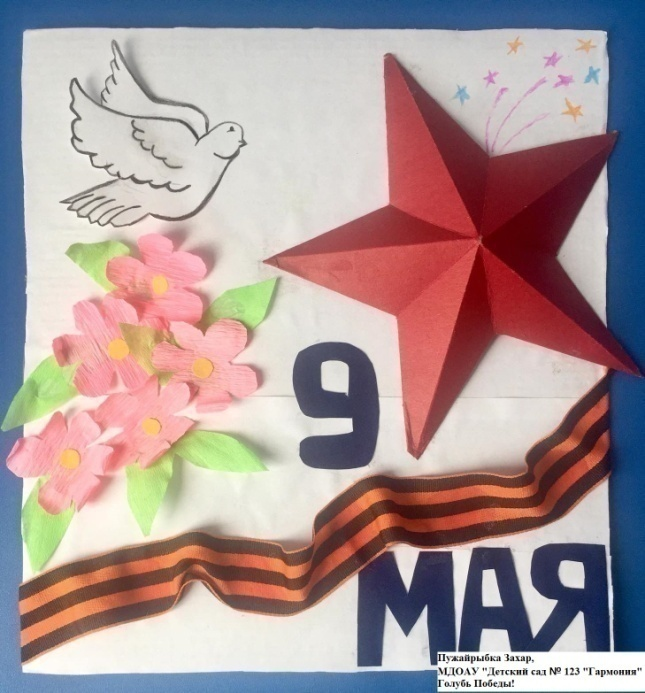 9
МАЯ
Пужайрыбка Захар,
МДОАУ "Детский сад № 123 "Гармония"
Голубь Победы!